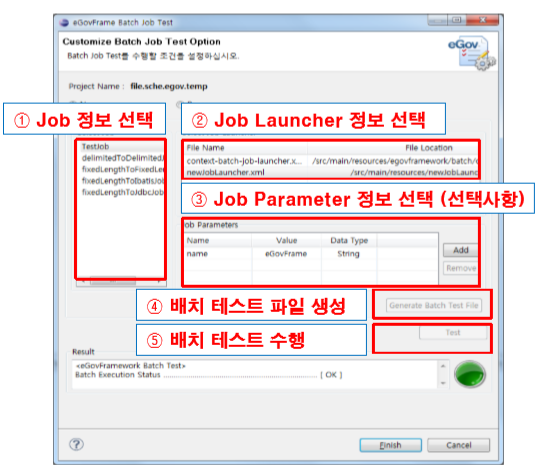 eGovFrame Batch Job Test
Customize Batch Job Test Option
Batch Job Test를 수행할 조건을 설정하십시오.
eGov
Project Name : file.sche.egov.temp
① Job 정보 선택
② Job Launcher 정보 선택
TestJob
delimitedToDelimitedJ
fixedLengthToFixedLe
fixedLengthToIbatisJob
fixedLengthToJdbcJob
File Name File Location
context-batch-job-launcher.x... /src/main/resources/egovframework/batch/
newJobLauncher.xml /src/main/resources/newJobLaunc
③ Job Parameter 정보 선택 (선택사항)
Job Parameters
Name Value Data Type
name eGovFrame String
Add
Remove
④ 배치 테스트 파일 생성
Generate Batch Test File
⑤ 배치 테스트 수행
Test
Result
<eGovFramework Batch Test>
Batch Execution Status ............................................................ [ OK ]
Finish
Cancel